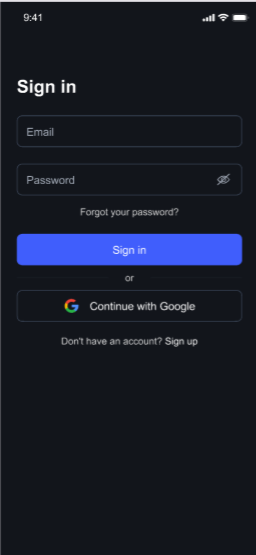 9:41
Sign in
Email
Password
Forgot your password?
Sign in
or
Continue with Google
Don't have an account? Sign up